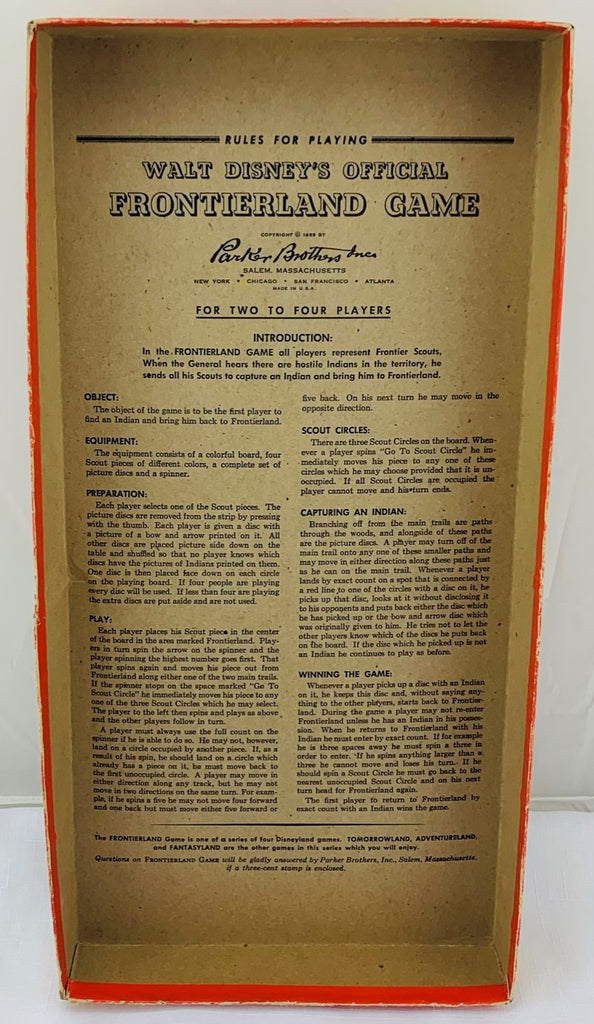 RULES FOR PLAYING
WALT DISNEY'S OFFICIAL
FRONTIERLAND GAME
COPYRIGHT © BY
Parker Brothers Inc.
SALEM, MASSACHUSETTS
NEW YORK • CHICAGO • SAN FRANCISCO • ATLANTA
MADE IN U.S.A.
FOR TWO TO FOUR PLAYERS
INTRODUCTION:
In the FRONTIERLAND GAME all players represent Frontier Scouts,
When the General hears there are hostile Indians in the territory, he
sends all his Scouts to capture an Indian and bring him to Frontierland.
OBJECT:
The object of the game is to be the first player to
find an Indian and bring him back to Frontierland.
EQUIPMENT:
The equipment consists of a colorful board, four
Scout pieces of different colors, a complete set of
picture discs and a spinner.
PREPARATION:
Each player selects one of the Scout pieces. The
picture discs are removed from the strip by pressing
with the thumb. Each player is given a disc with
a picture of a bow and arrow printed on it. All
other discs are placed picture side down on the
table and shuffled so that no player knows which
discs have the pictures of Indians printed on them.
One disc is then placed face down on each circle
on the playing board. If four people are playing
every disc will be used. If less than four are playing
the extra discs are put aside and are not used.
PLAY:
Each player places his Scout piece in the center
of the board in the area marked Frontierland. Play-
ers in turn spin the arrow on the spinner and the
player spinning the highest number goes first. That
player spins again and moves his piece out from
Frontierland along either one of the two main trails.
If the spinner stops on the space marked "Go To
Scout Circle" he immediately moves his piece to any
one of the three Scout Circles which he may select.
The player to the left then spins and plays as above
and the other players follow in turn.
A player must always use the full count on the
spinner if he is able to do so. He may not, however,
land on a circle occupied by another piece. If, as a
result of his spin, he should land on a circle which
already has a piece on it, he must move back to
the first unoccupied circle. A player may move in
either direction along any track, but he may not
move in two directions on the same turn. For exam-
ple, if he spins a five he may not move four forward
and one back but must move either five forward or
five back. On his next turn he may move in the
opposite direction.
SCOUT CIRCLES:
There are three Scout Circles on the board. When-
ever a player spins "Go To Scout Circle" he im-
mediately moves his piece to any one of these
circles which he may choose provided that it is un-
occupied. If all Scout Circles are occupied the
player cannot move and his turn ends.
CAPTURING AN INDIAN:
Branching off from the main trails are paths
through the woods, and alongside of these paths
are the picture discs. A player may turn off of the
main trail onto any one of these smaller paths and
may move in either direction along these paths just
as he can on the main trail. Whenever a player
lands by exact count on a spot that is connected by
a red line to one of the circles with a disc on it, he
picks up that disc, looks at it without disclosing it
to his opponents and puts back either the disc which
he has picked up or the bow and arrow disc which
was originally given to him. He tries not to let the
other players know which of the discs he puts back
on the board. If the disc which he picked up is not
an Indian he continues to play as before.
WINNING THE GAME:
Whenever a player picks up a disc with an Indian
on it, he keeps this disc and, without saying any-
thing to the other players, starts back to Frontier-
land. During the game a player may not re-enter
Frontierland unless he has an Indian in his posses-
sion. When he returns to Frontierland with his
Indian he must enter by exact count. If for example
he is three spaces away he must spin a three in
order to enter. If he spins anything larger than a
three he cannot move and loses his turn. If he
should spin a Scout Circle he must go back to the
nearest unoccupied Scout Circle and on his next
turn head for Frontierland again.
The first player to return to Frontierland by
exact count with an Indian wins the game.
The FRONTIERLAND Game is one of a series of four Disneyland games. TOMORROWLAND, ADVENTURELAND,
and FANTASYLAND are the other games in this series which you will enjoy.
Questions on FRONTIERLAND GAME will be gladly answered by Parker Brothers, Inc., Salem, Massachusetts,
if a three-cent stamp is enclosed.